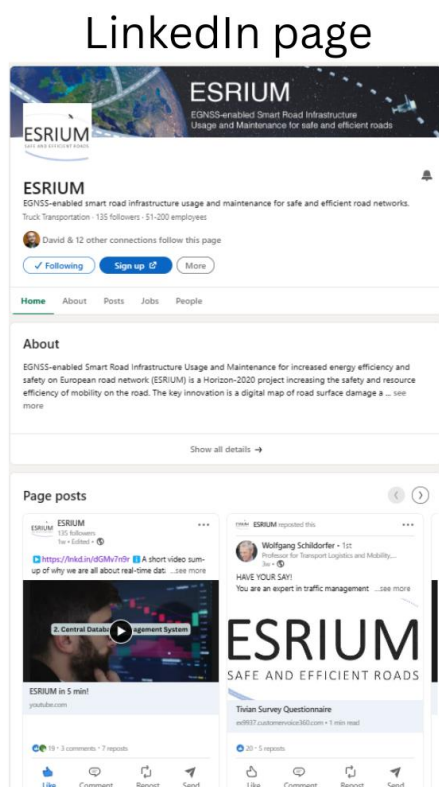 LinkedIn page
ESRIUM
EGNSS-enabled Smart Road Infrastructure
Usage and Maintenance for safe and efficient roads
ESRIUM
SAFE AND EFFICIENT ROADS
ESRIUM
EGNSS-enabled smart road infrastructure usage and maintenance for safe and efficient road networks.
Truck Transportation · 135 followers · 51-200 employees
David & 12 other connections follow this page
✓ Following Sign up More
Home About Posts Jobs People
About
EGNSS-enabled Smart Road Infrastructure Usage and Maintenance for increased energy efficiency and
safety on European road network (ESRIUM) is a Horizon-2020 project increasing the safety and resource
efficiency of mobility on the road. The key innovation is a digital map of road surface damage a ... see
more
Show all details →
Page posts
ESRIUM
ESRIUM
135 followers
1w • Edited •
https://lnkd.in/dGMv7n9r A short video sum-
up of why we are all about real-time dat ...see more
2. Central Databa agement System
ESRIUM in 5 min!
youtube.com
19 · 3 comments · 7 reposts
Like Comment Repost Send
ESRIUM reposted this
Wolfgang Schildorfer • 1st
Professor for Transport Logistics and Mobility,...
3w •
HAVE YOUR SAY!
You are an expert in traffic management ...see more
ESRIUM
SAFE AND EFFICIENT ROADS
Tivian Survey Questionnaire
ee9937.customervoice360.com • 1 min read
20 · 5 reposts
Like Comment Repost Send